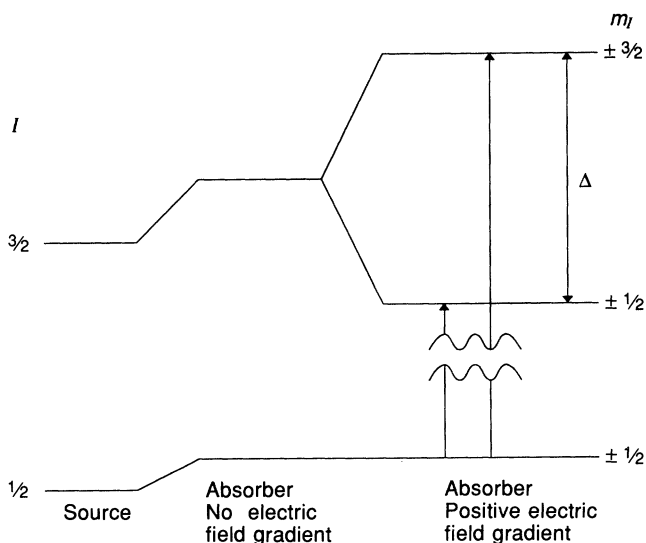 m_I
± 3/2
I
Δ
3/2
± 1/2
± 1/2
1/2
Source
Absorber
No electric
field gradient
Absorber
Positive electric
field gradient